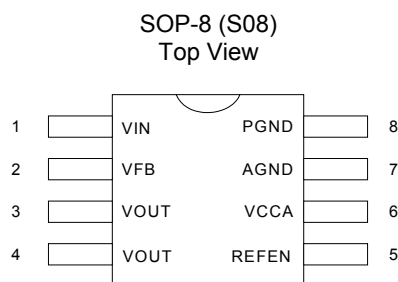 SOP-8 (S08)
Top View
1 VIN PGND 8
2 VFB AGND 7
3 VOUT VCCA 6
4 VOUT REFEN 5